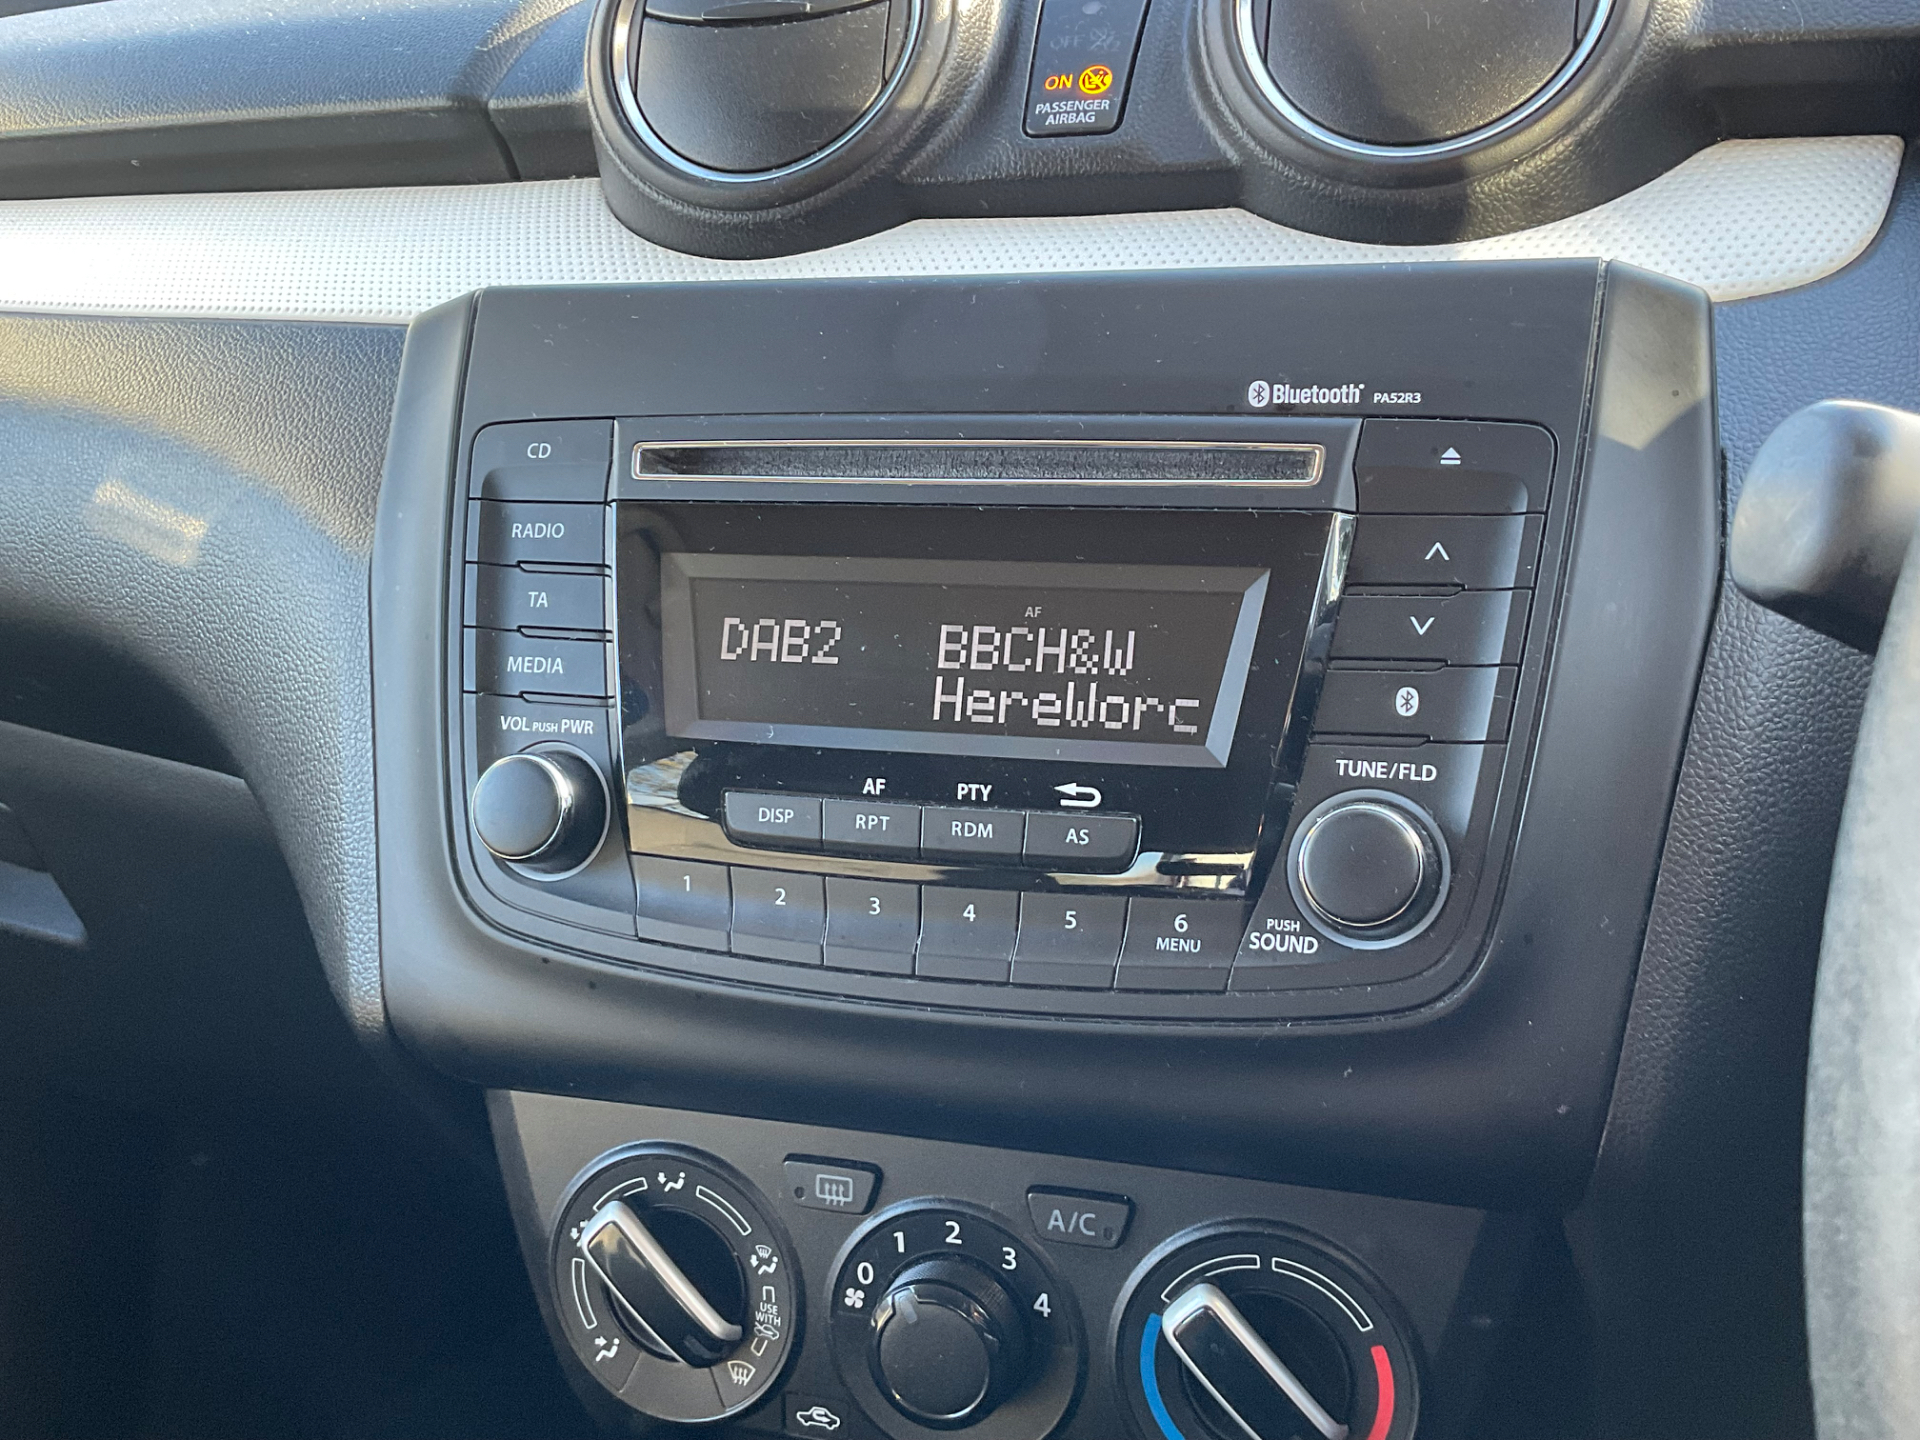 OFF
ON
PASSENGER
AIRBAG
Bluetooth PA52R3
CD
RADIO
TA
MEDIA
VOL PUSH PWR
AF
DAB2 BBCH&W
HereWorc
TUNE/FLD
AF PTY
DISP RPT RDM AS
1 2 3 4 5 6
MENU
PUSH
SOUND
A/C
0 1 2 3 4
USE
WITH